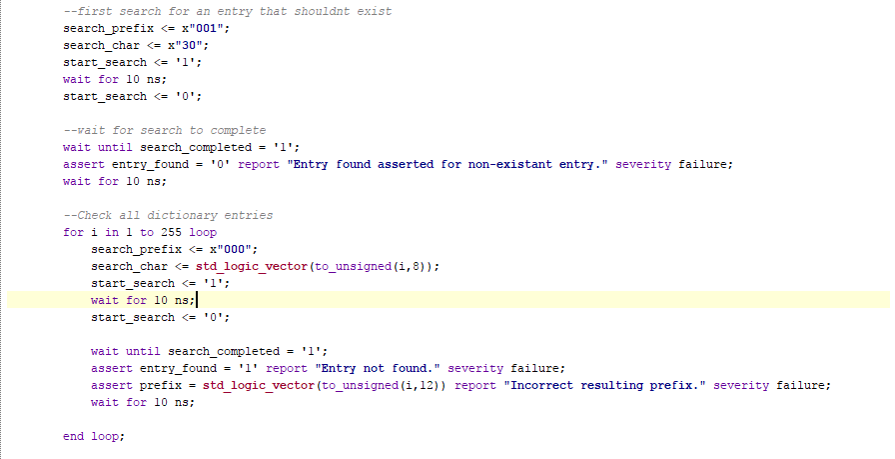 --first search for an entry that shouldnt exist
search_prefix <= x"001";
search_char <= x"30";
start_search <= '1';
wait for 10 ns;
start_search <= '0';
--wait for search to complete
wait until search_completed = '1';
assert entry_found = '0' report "Entry found asserted for non-existant entry." severity failure;
wait for 10 ns;
--Check all dictionary entries
for i in 1 to 255 loop
search_prefix <= x"000";
search_char <= std_logic_vector(to_unsigned(i,8));
start_search <= '1';
wait for 10 ns;
start_search <= '0';
wait until search_completed = '1';
assert entry_found = '1' report "Entry not found." severity failure;
assert prefix = std_logic_vector(to_unsigned(i,12)) report "Incorrect resulting prefix." severity failure;
wait for 10 ns;
end loop;